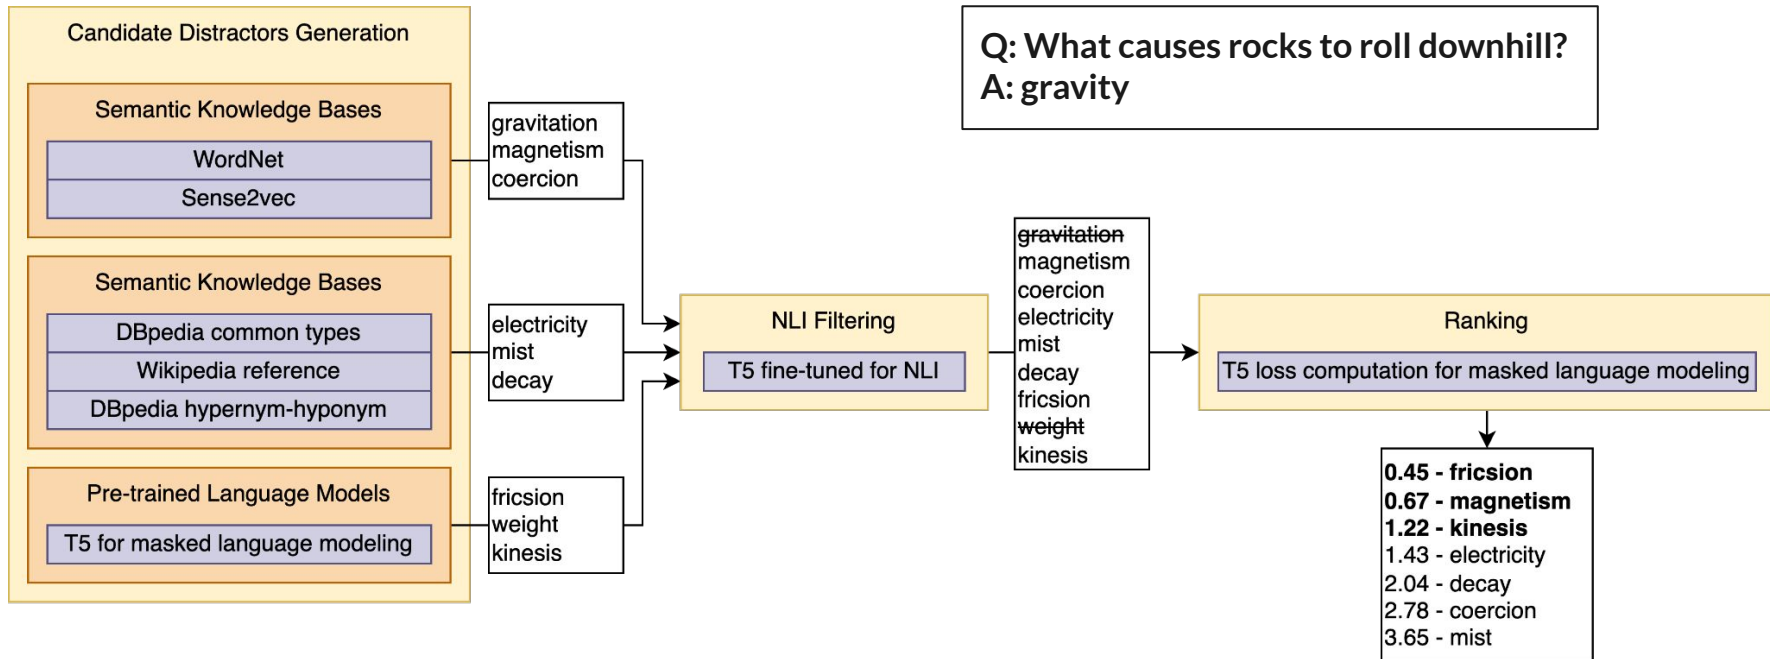 Candidate Distractors Generation
Semantic Knowledge Bases
WordNet
Sense2vec
Semantic Knowledge Bases
DBpedia common types
Wikipedia reference
DBpedia hypernym-hyponym
Pre-trained Language Models
T5 for masked language modeling
gravitation
magnetism
coercion
electricity
mist
decay
fricsion
weight
kinesis
Q: What causes rocks to roll downhill?
A: gravity
NLI Filtering
T5 fine-tuned for NLI
gravitation
magnetism
coercion
electricity
mist
decay
fricsion
weight
kinesis
Ranking
T5 loss computation for masked language modeling
0.45 - fricsion
0.67 - magnetism
1.22 - kinesis
1.43 - electricity
2.04 - decay
2.78 - coercion
3.65 - mist